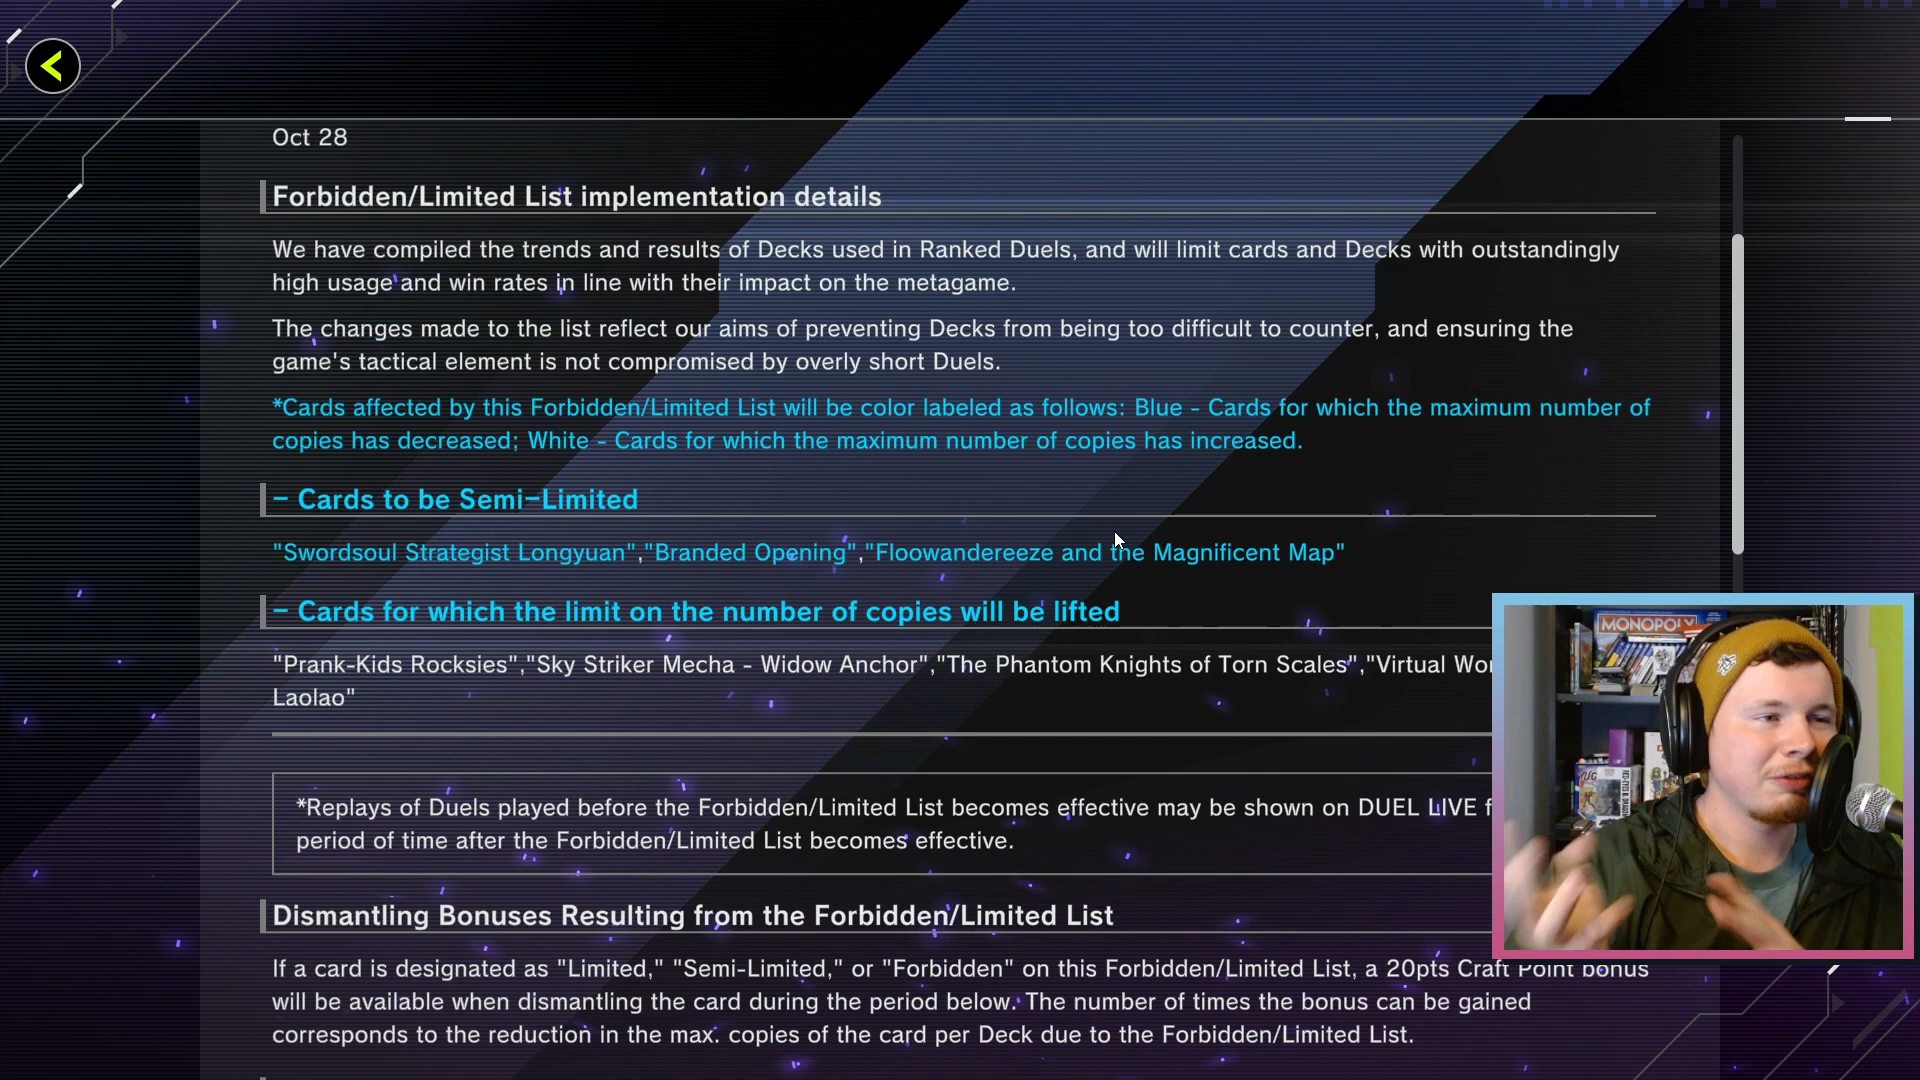 Oct 28
Forbidden/Limited List implementation details
We have compiled the trends and results of Decks used in Ranked Duels, and will limit cards and Decks with outstandingly
high usage and win rates in line with their impact on the metagame.
The changes made to the list reflect our aims of preventing Decks from being too difficult to counter, and ensuring the
game's tactical element is not compromised by overly short Duels.
*Cards affected by this Forbidden/Limited List will be color labeled as follows: Blue - Cards for which the maximum number of
copies has decreased; White - Cards for which the maximum number of copies has increased.
- Cards to be Semi-Limited
"Swordsoul Strategist Longyuan","Branded Opening","Floowandereeze and the Magnificent Map"
- Cards for which the limit on the number of copies will be lifted
"Prank-Kids Rocksies","Sky Striker Mecha - Widow Anchor","The Phantom Knights of Torn Scales","Virtual
Laolao"
*Replays of Duels played before the Forbidden/Limited List becomes effective may be shown on DUEL LIVE
period of time after the Forbidden/Limited List becomes effective.
MONOPOLY
Dismantling Bonuses Resulting from the Forbidden/Limited List
If a card is designated as "Limited," "Semi-Limited," or "Forbidden" on this Forbidden/Limited List, a 20pts Craft Point bonus
will be available when dismantling the card during the period below. The number of times the bonus can be gained
corresponds to the reduction in the max. copies of the card per Deck due to the Forbidden/Limited List.